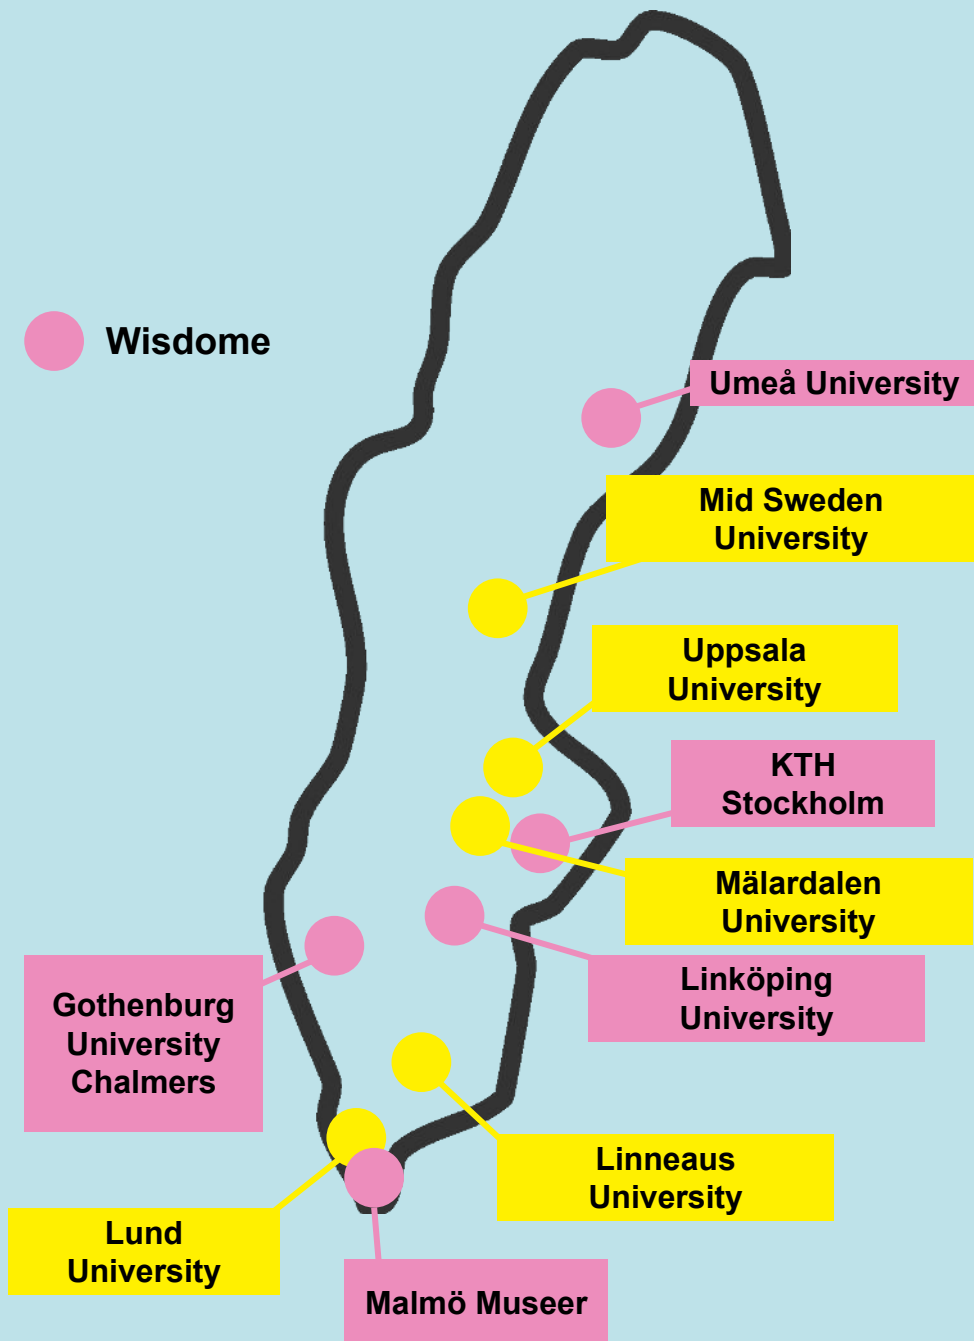 Wisdome
Umeå University
Mid Sweden
University
Uppsala
University
KTH
Stockholm
Mälardalen
University
Linköping
University
Gothenburg
University
Chalmers
Linneaus
University
Lund
University
Malmö Museer